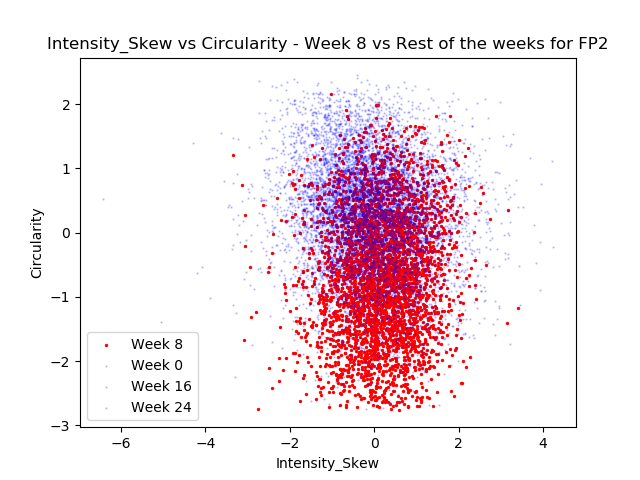 Intensity_Skew vs Circularity - Week 8 vs Rest of the weeks for FP2
2
1
0
−1
−2
−3
Circularity
Week 8
Week 0
Week 16
Week 24
−6
−4
−2
0
2
4
Intensity_Skew